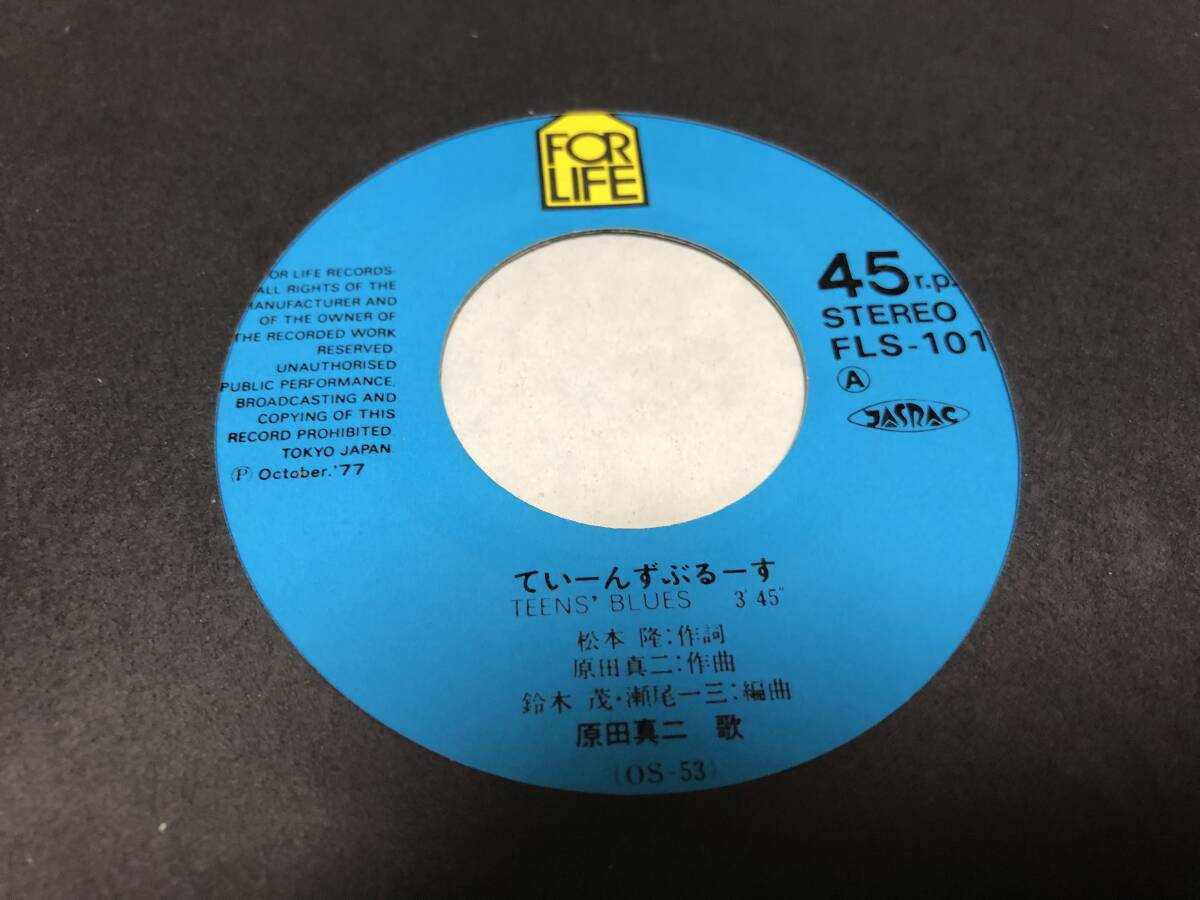 FOR
LIFE
OR LIFE RECORDS-
ALL RIGHTS OF THE
MANUFACTURER AND
OF THE OWNER OF
THE RECORDED WORK
RESERVED.
UNAUTHORISED
PUBLIC PERFORMANCE,
BROADCASTING AND
COPYING OF THIS
RECORD PROHIBITED.
TOKYO JAPAN.
Ⓟ October.'77
45 r.p.
STEREO
FLS-101
Ⓐ
JASRAC
てぃーんずぶるーす
TEENS' BLUES 3'45"
松本 隆:作詞
原田真二:作曲
鈴木 茂・瀬尾一三:編曲
原田真二 歌
(OS-53)